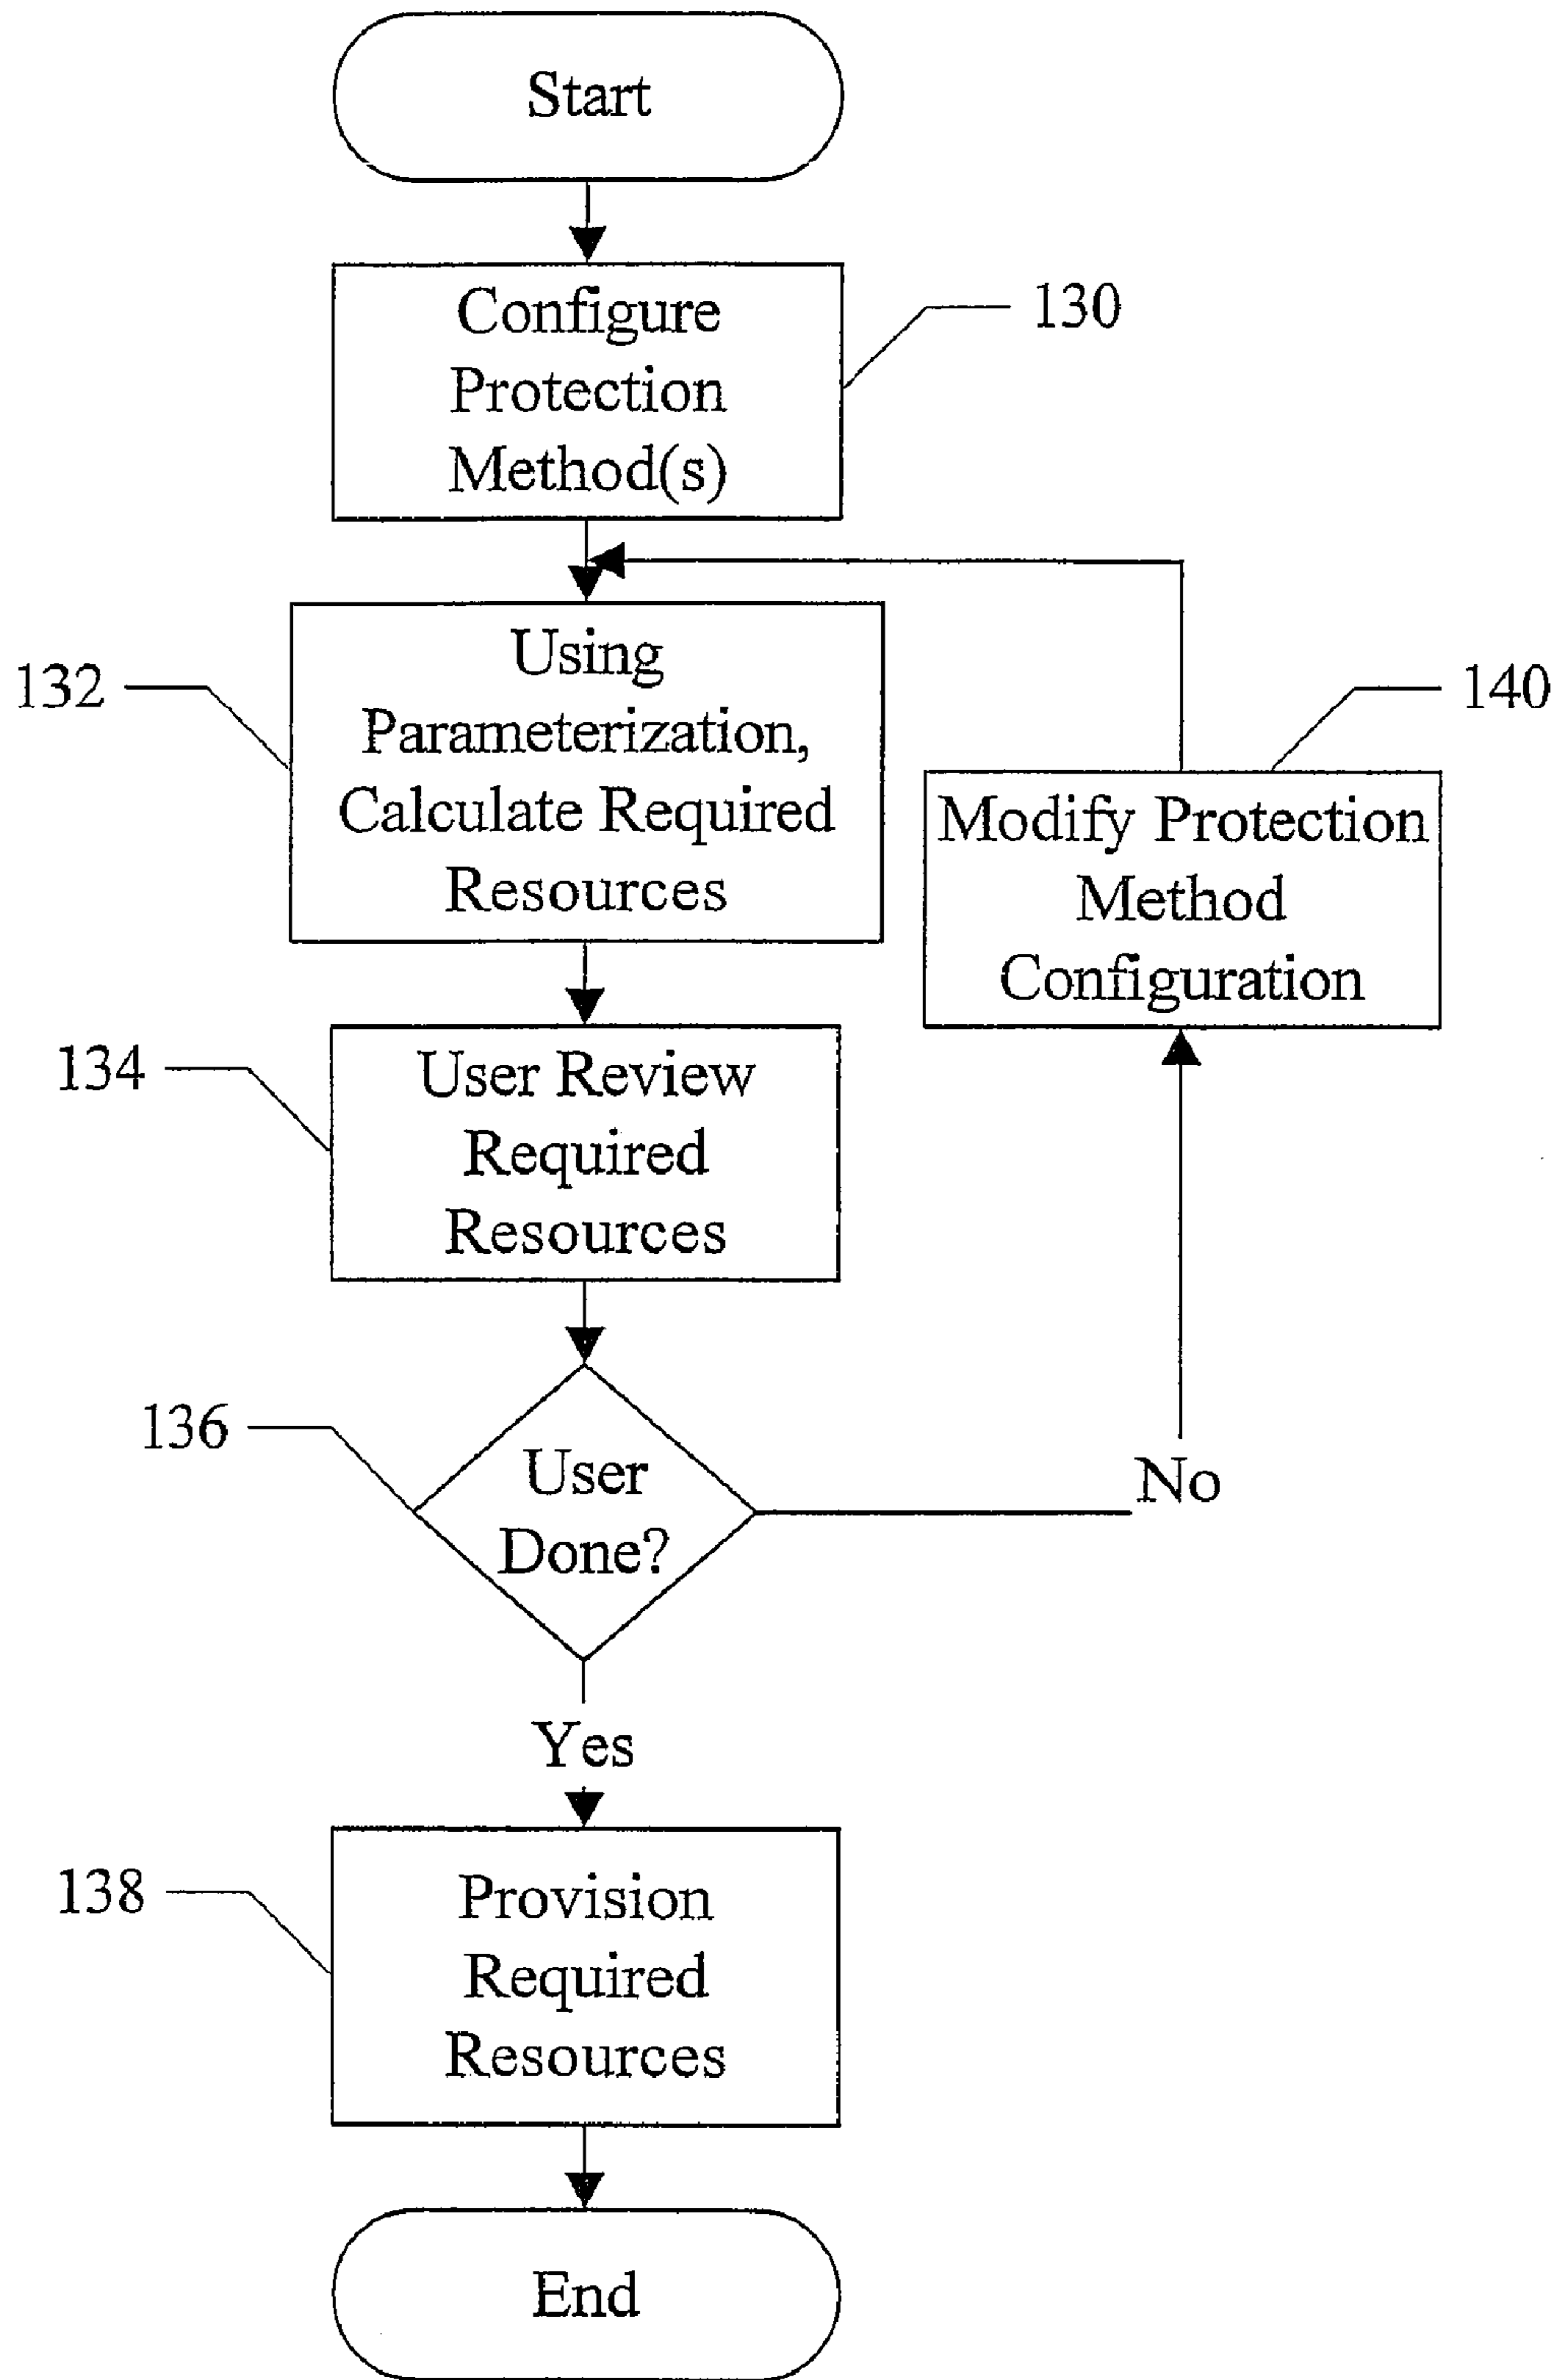 Start
Configure
Protection
Method(s)
130
Using
Parameterization,
Calculate Required
Resources
132
140
Modify Protection
Method
Configuration
134
User Review
Required
Resources
136
User
Done?
No
Yes
138
Provision
Required
Resources
End